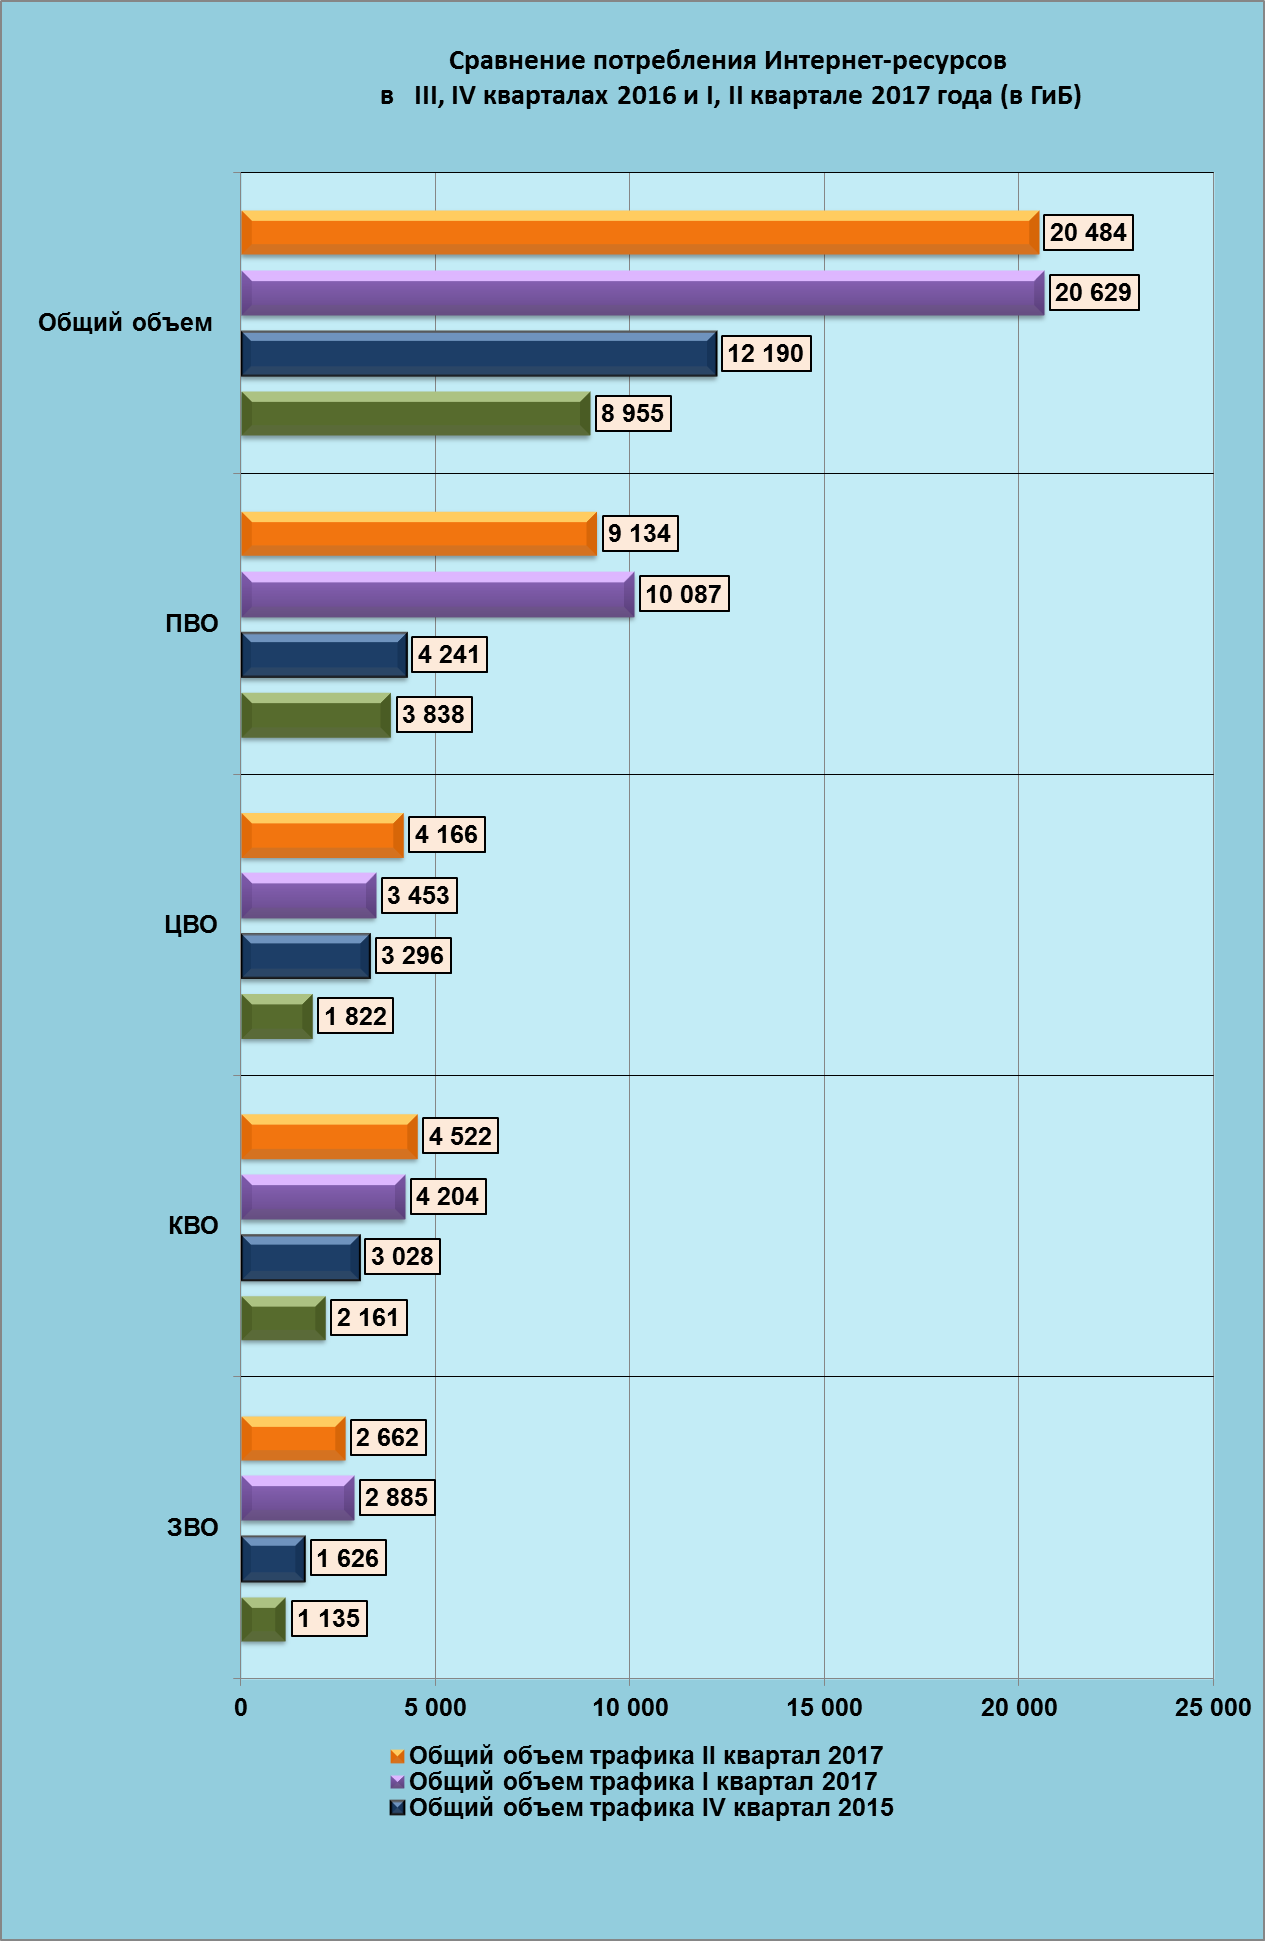 Сравнение потребления Интернет-ресурсов
в III, IV кварталах 2016 и I, II квартале 2017 года (в ГиБ)
20 484
20 629
Общий объем
12 190
8 955
9 134
10 087
ПВО
4 241
3 838
4 166
3 453
ЦВО
3 296
1 822
4 522
4 204
КВО
3 028
2 161
2 662
2 885
ЗВО
1 626
1 135
0 5 000 10 000 15 000 20 000 25 000
Общий объем трафика II квартал 2017
Общий объем трафика I квартал 2017
Общий объем трафика IV квартал 2015